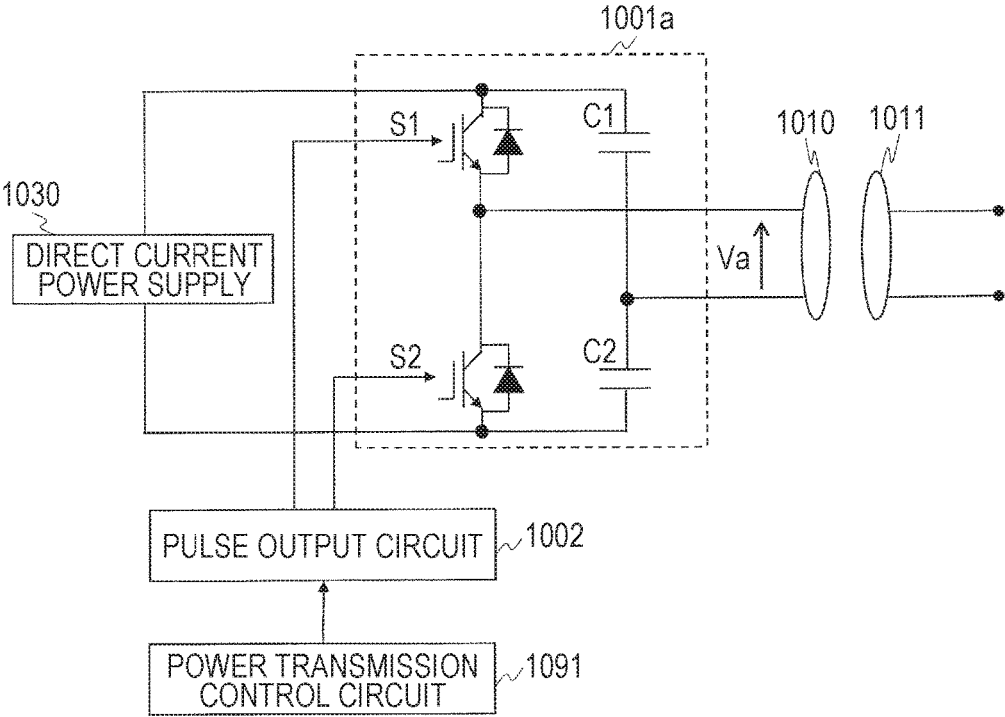 1001a
S1
C1
1010
1011
1030
DIRECT CURRENT
POWER SUPPLY
Va
S2
C2
PULSE OUTPUT CIRCUIT
1002
POWER TRANSMISSION
CONTROL CIRCUIT
1091